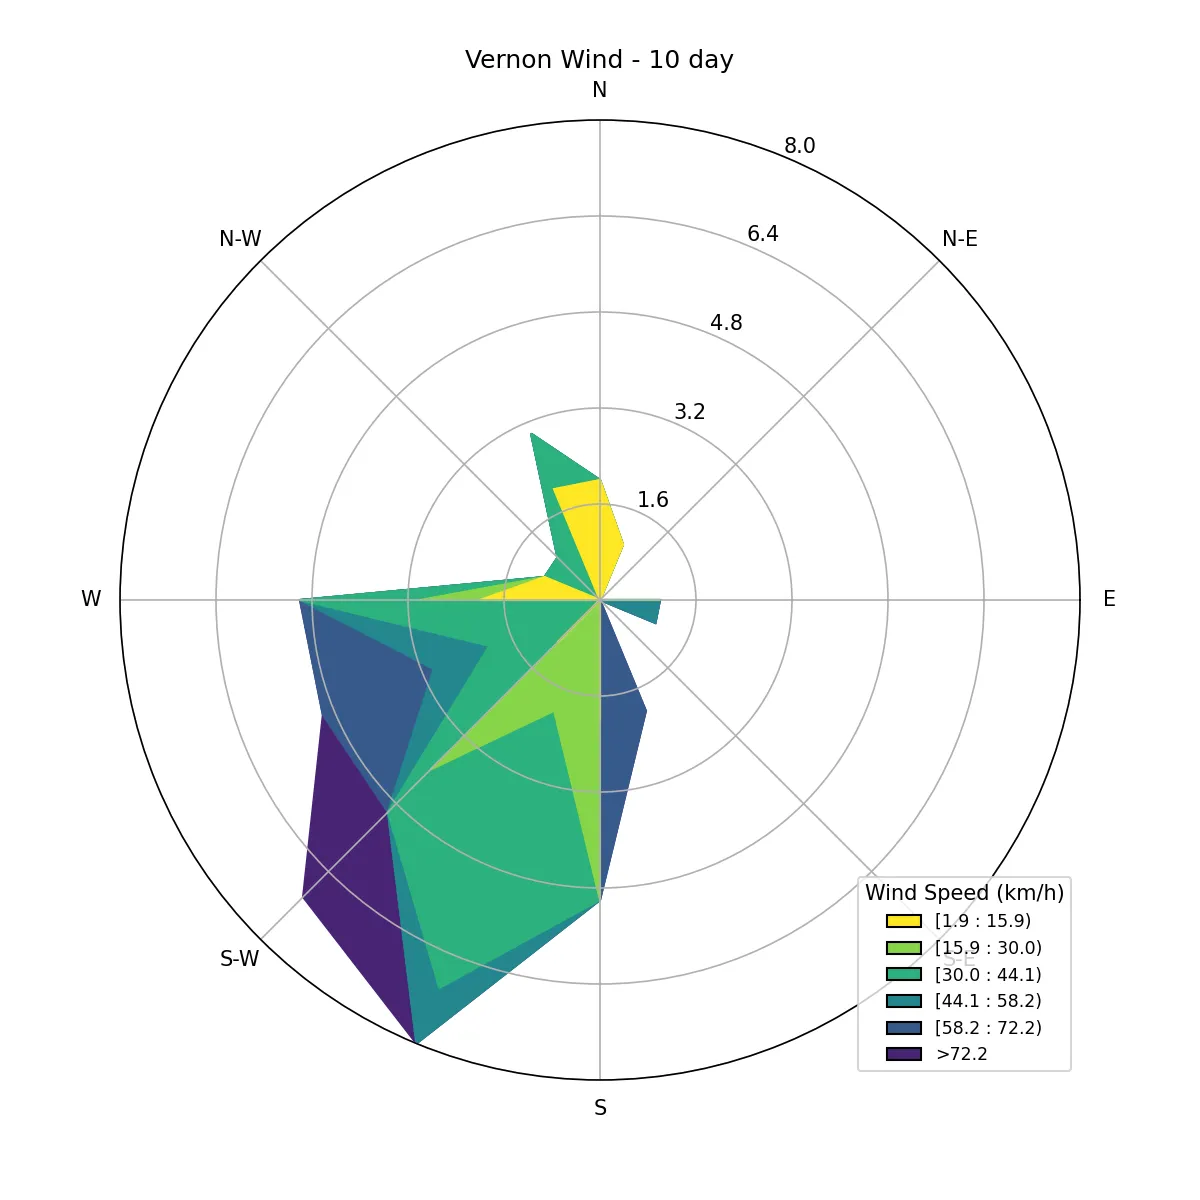 Vernon Wind - 10 day
N
8.0
N-W
6.4
N-E
4.8
3.2
1.6
W
E
S-W
S-E
S
Wind Speed (km/h)
[1.9 : 15.9)
[15.9 : 30.0)
[30.0 : 44.1)
[44.1 : 58.2)
[58.2 : 72.2)
>72.2